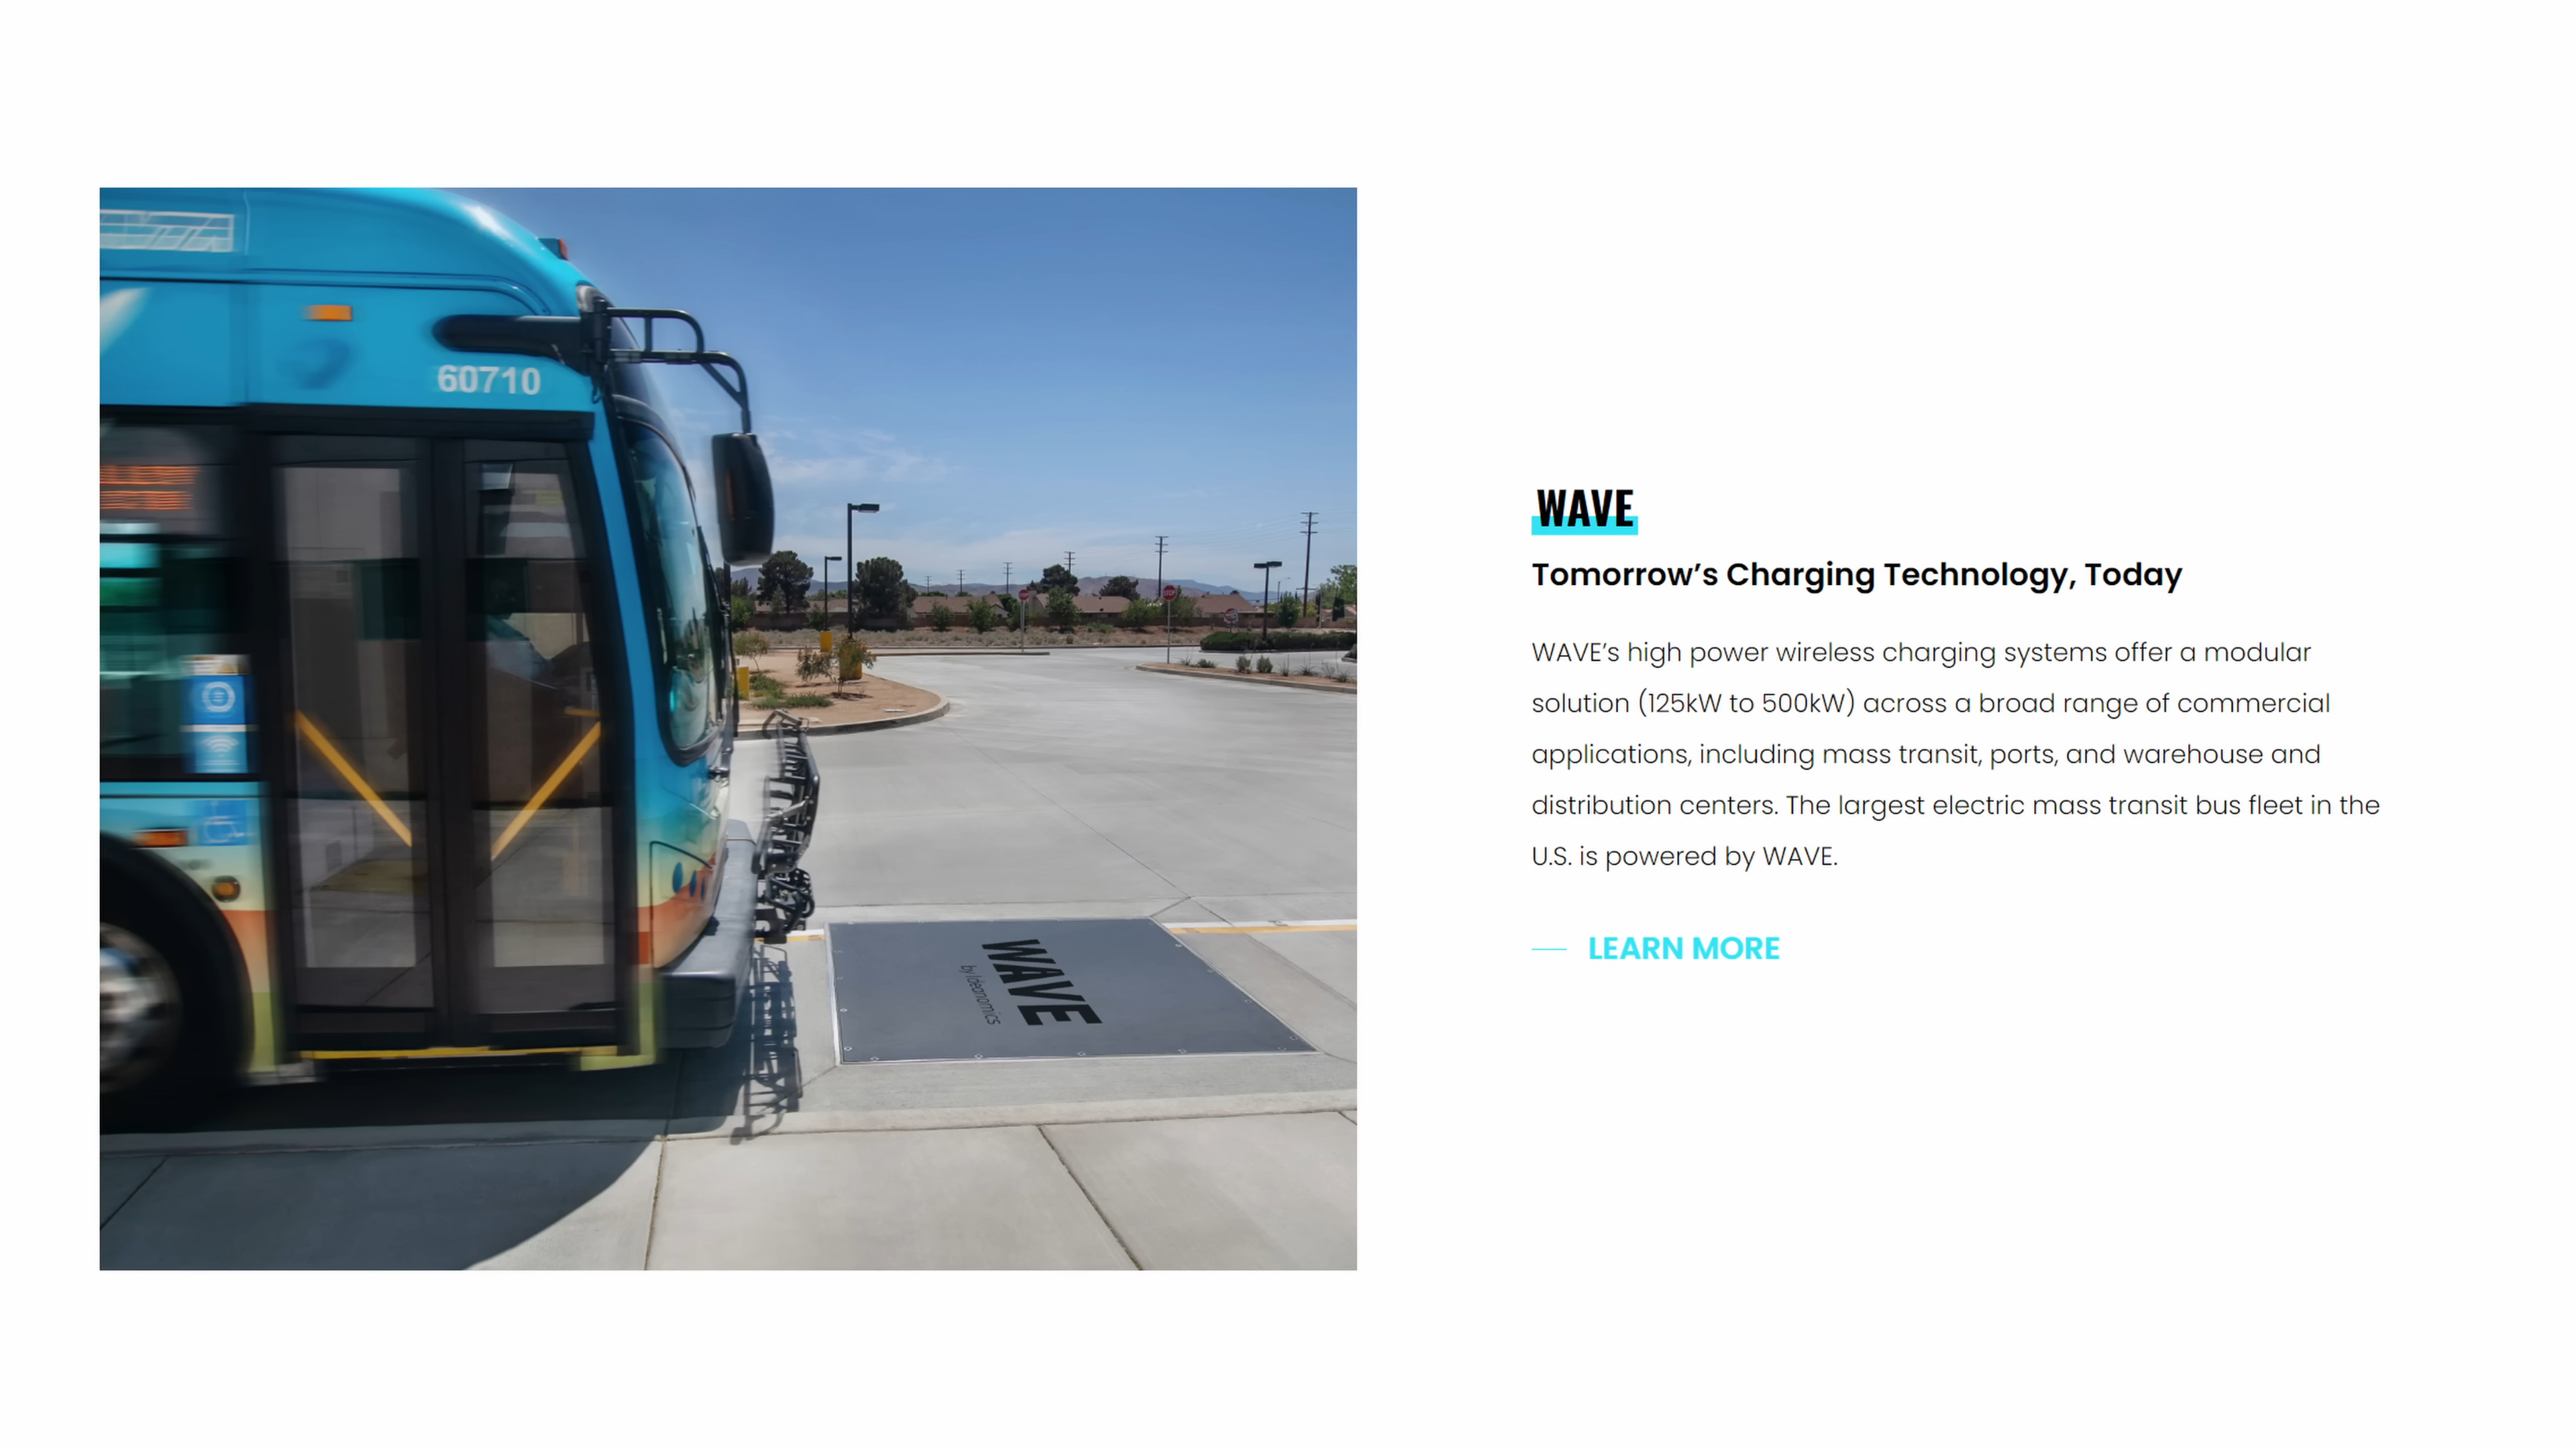 60710
WAVE
by Ideanomics
WAVE
Tomorrow’s Charging Technology, Today
WAVE’s high power wireless charging systems offer a modular
solution (125kW to 500kW) across a broad range of commercial
applications, including mass transit, ports, and warehouse and
distribution centers. The largest electric mass transit bus fleet in the
U.S. is powered by WAVE.
LEARN MORE